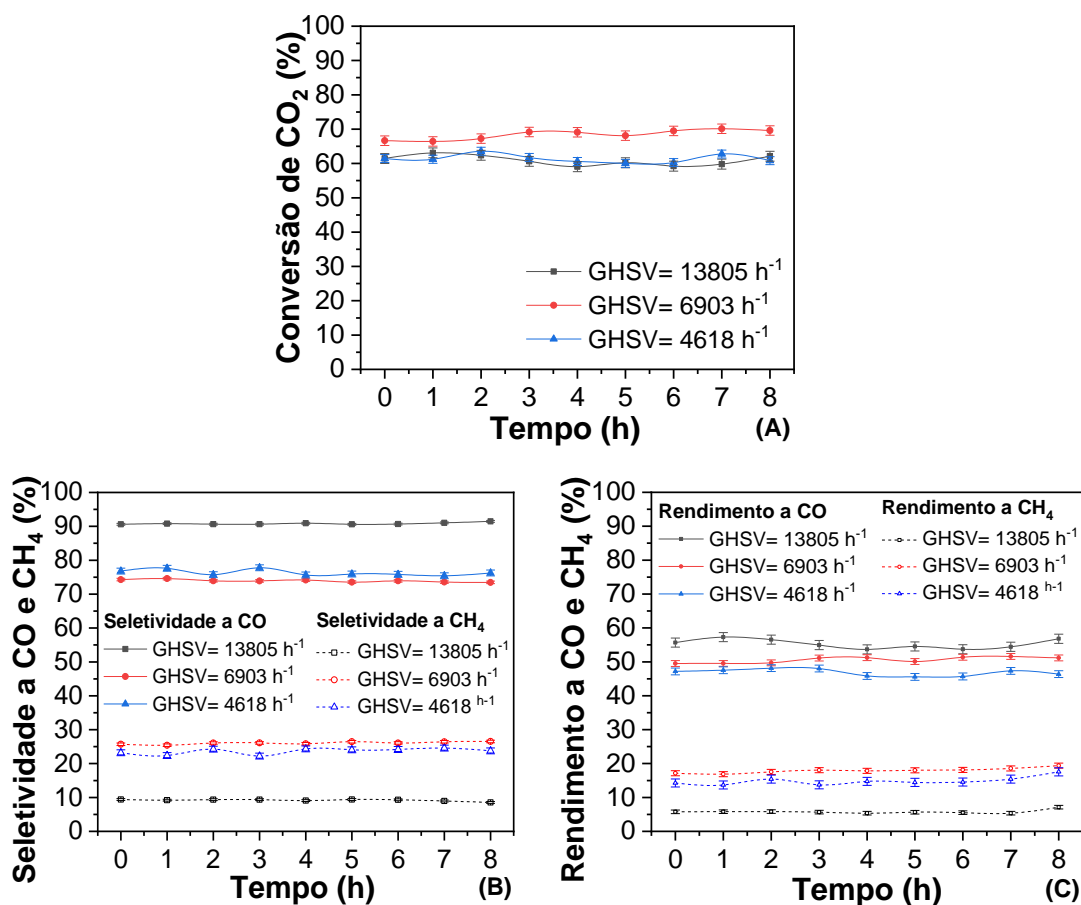 Conversão de CO2 (%)
100
90
80
70
60
50
40
30
20
10
0
GHSV= 13805 h-1
GHSV= 6903 h-1
GHSV= 4618 h-1
0 1 2 3 4 5 6 7 8
Tempo (h)
(A)
Seletividade a CO e CH4 (%)
100
90
80
70
60
50
40
30
20
10
0
Seletividade a CO
GHSV= 13805 h-1
GHSV= 6903 h-1
GHSV= 4618 h-1
Seletividade a CH4
GHSV= 13805 h-1
GHSV= 6903 h-1
GHSV= 4618 h-1
0 1 2 3 4 5 6 7 8
Tempo (h)
(B)
Rendimento a CO e CH4 (%)
100
90
80
70
60
50
40
30
20
10
0
Rendimento a CO
GHSV= 13805 h-1
GHSV= 6903 h-1
GHSV= 4618 h-1
Rendimento a CH4
GHSV= 13805 h-1
GHSV= 6903 h-1
GHSV= 4618 h-1
0 1 2 3 4 5 6 7 8
Tempo (h)
(C)